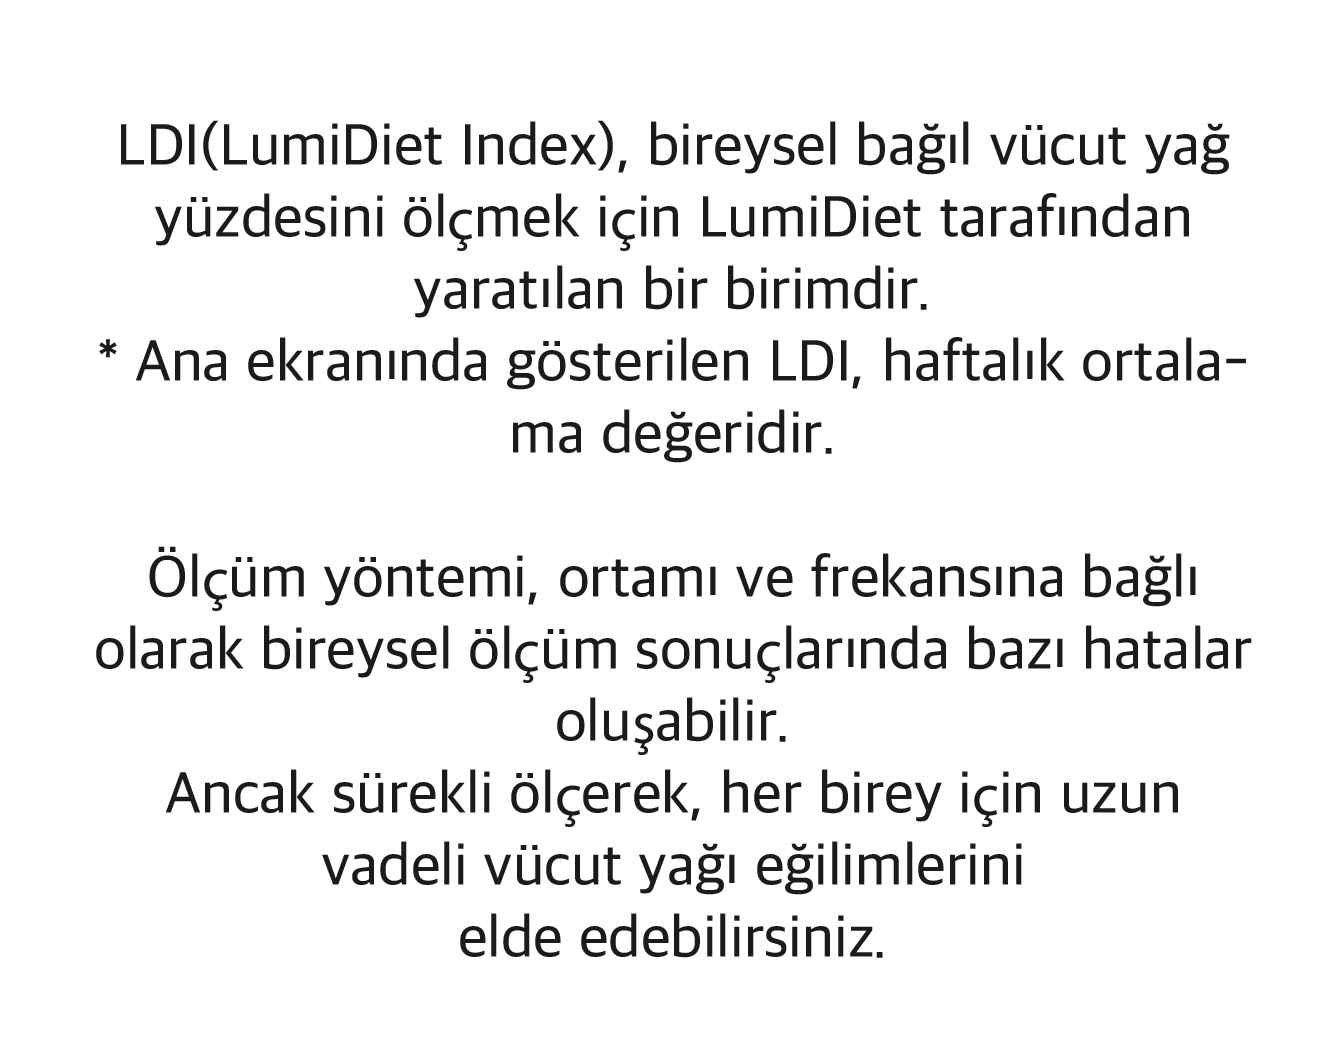 LDI(LumiDiet Index), bireysel bağıl vücut yağ
yüzdesini ölçmek için LumiDiet tarafından
yaratılan bir birimdir.
* Ana ekranında gösterilen LDI, haftalık ortala-
ma değeridir.
Ölçüm yöntemi, ortamı ve frekansına bağlı
olarak bireysel ölçüm sonuçlarında bazı hatalar
oluşabilir.
Ancak sürekli ölçerek, her birey için uzun
vadeli vücut yağı eğilimlerini
elde edebilirsiniz.